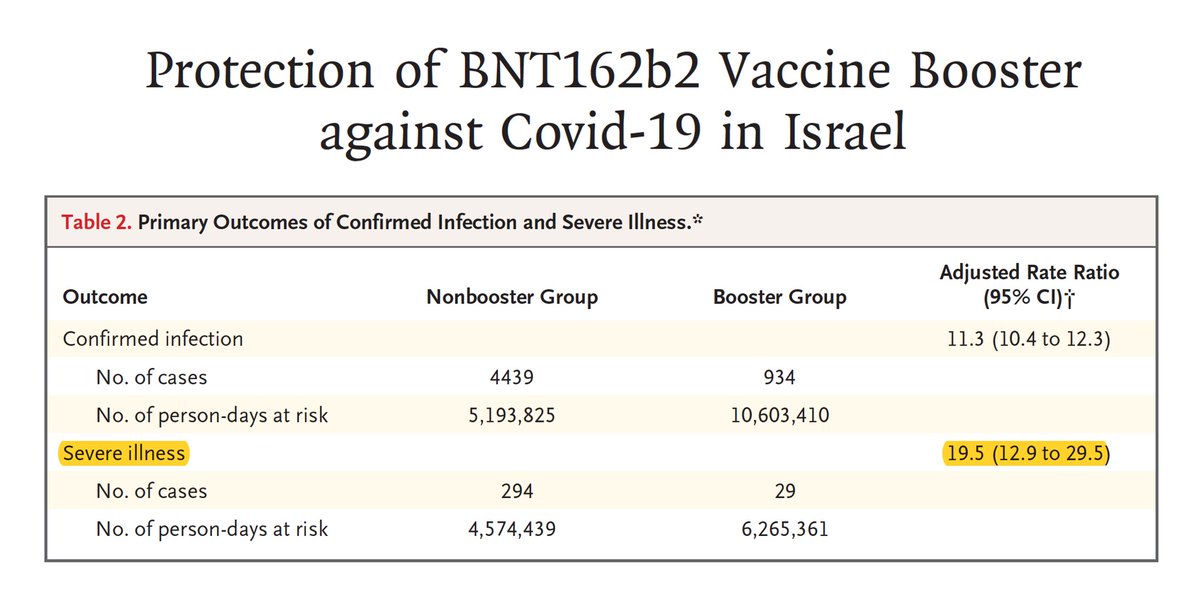 Protection of BNT162b2 Vaccine Booster
against Covid-19 in Israel
Table 2. Primary Outcomes of Confirmed Infection and Severe Illness.*
Outcome Nonbooster Group Booster Group Adjusted Rate Ratio
(95% CI)†
Confirmed infection 11.3 (10.4 to 12.3)
No. of cases 4439 934
No. of person-days at risk 5,193,825 10,603,410
Severe illness 19.5 (12.9 to 29.5)
No. of cases 294 29
No. of person-days at risk 4,574,439 6,265,361